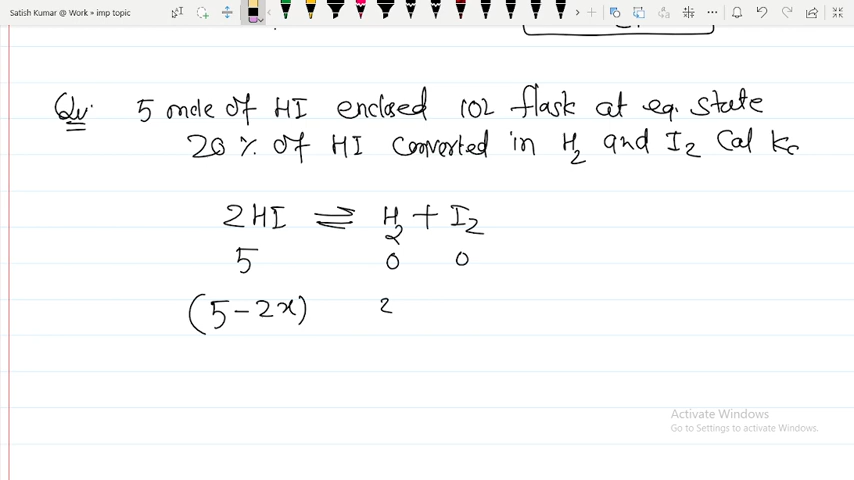 Satish Kumar @ Work » imp topic
Qu. 5 mole of HI enclosed 10L flask at eq. state
20 % of HI converted in H2 and I2 Cal Kc
2HI ⇌ H2 + I2
5 0 0
(5-2x) 2
Activate Windows
Go to Settings to activate Windows.